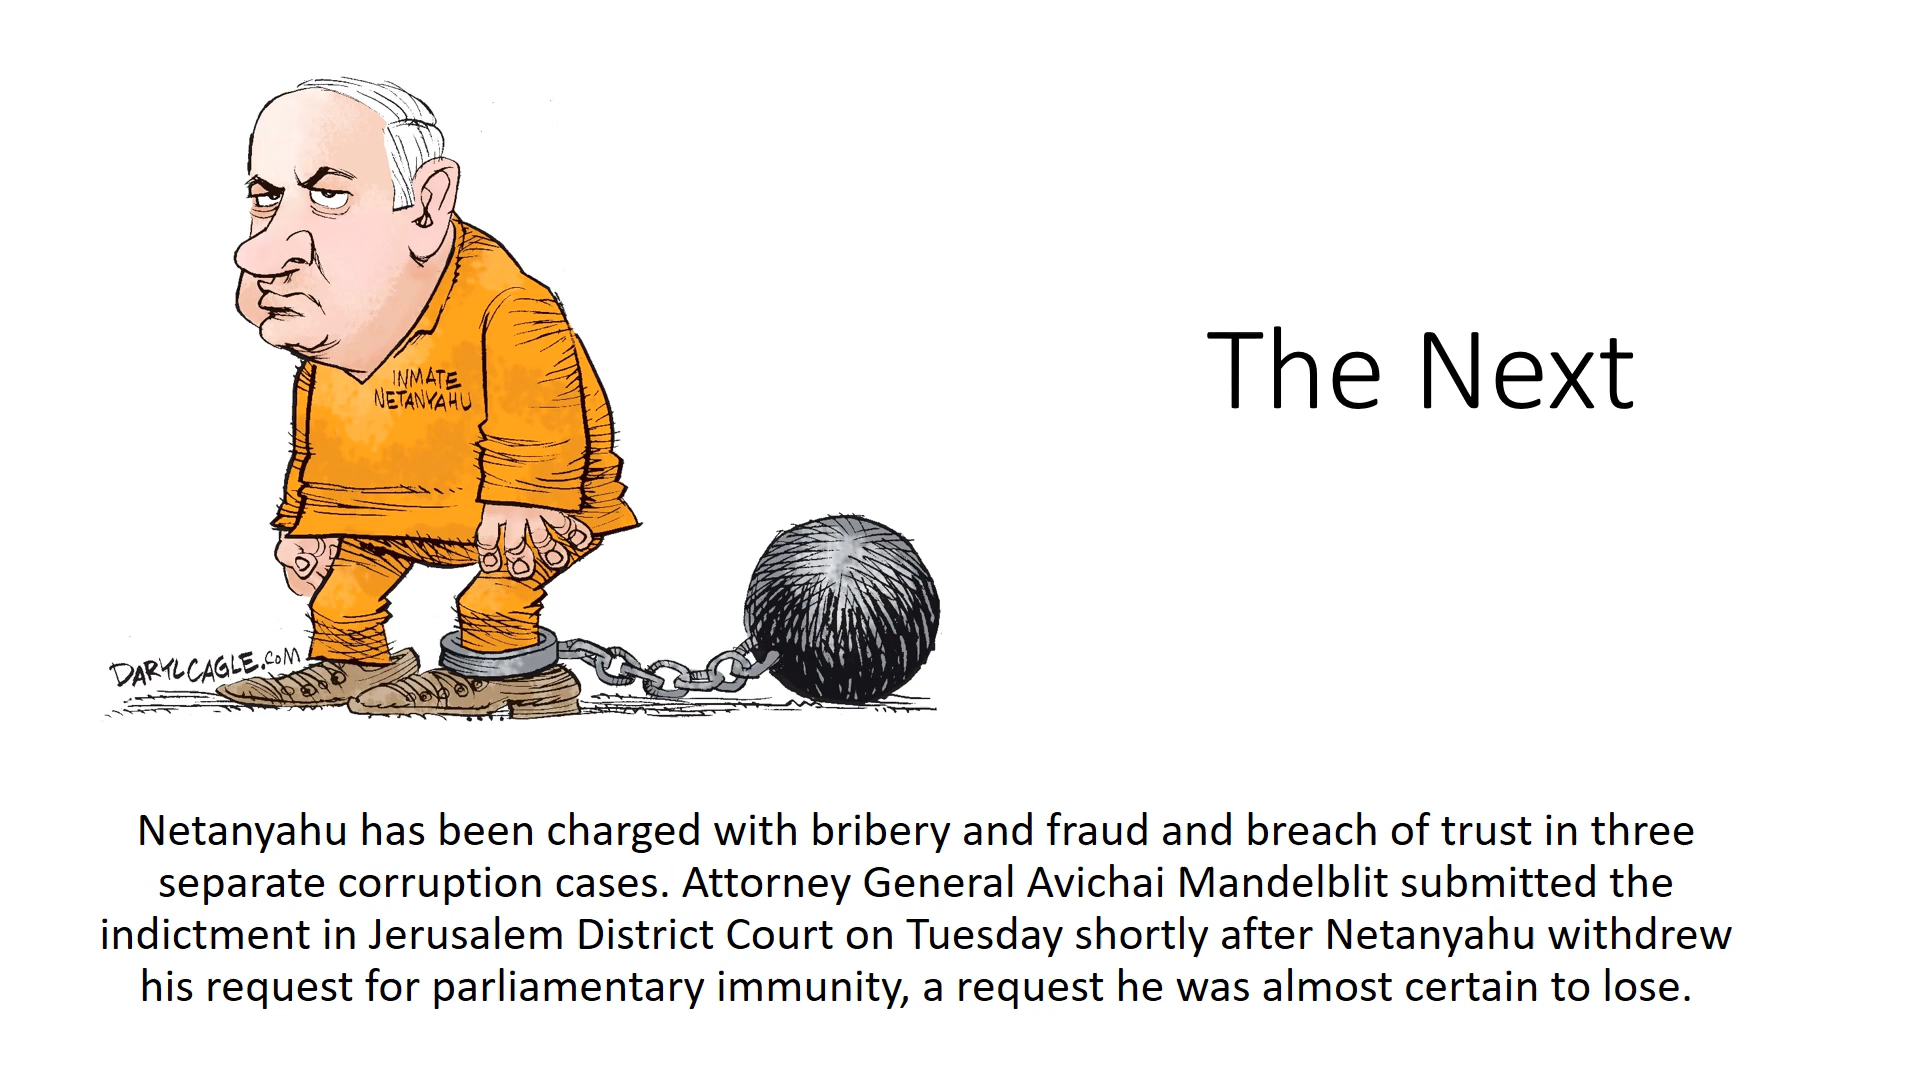 The Next
INMATE
NETANYAHU
DARYLCAGLE.COM
Netanyahu has been charged with bribery and fraud and breach of trust in three
separate corruption cases. Attorney General Avichai Mandelblit submitted the
indictment in Jerusalem District Court on Tuesday shortly after Netanyahu withdrew
his request for parliamentary immunity, a request he was almost certain to lose.